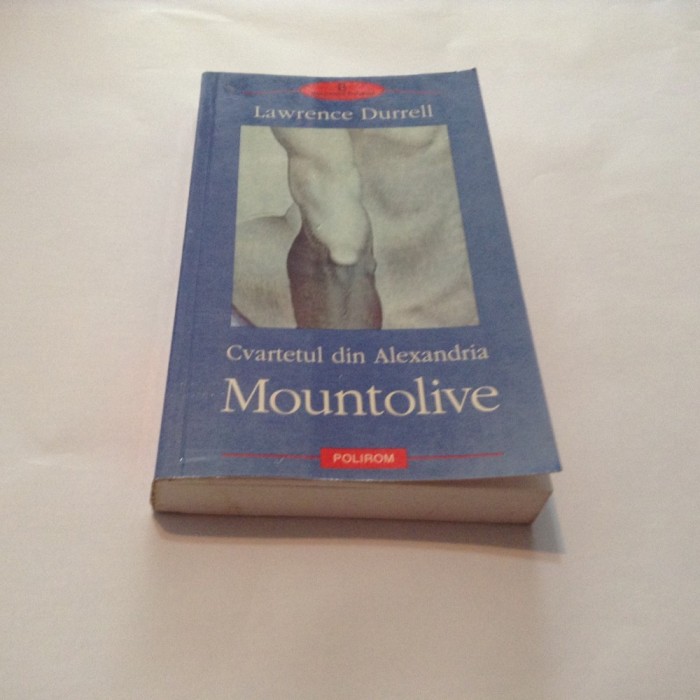 Lawrence Durrell
Cvartetul din Alexandria
Mountolive
POLIROM